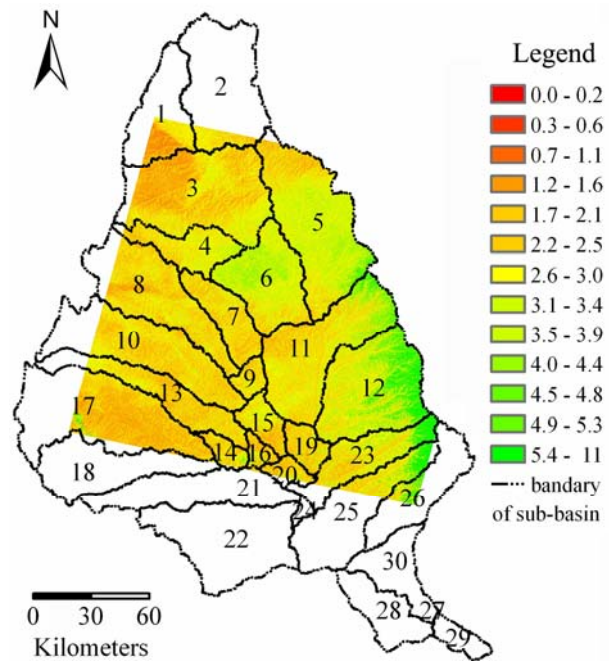 N
Legend
0.0 - 0.2
0.3 - 0.6
0.7 - 1.1
1.2 - 1.6
1.7 - 2.1
2.2 - 2.5
2.6 - 3.0
3.1 - 3.4
3.5 - 3.9
4.0 - 4.4
4.5 - 4.8
4.9 - 5.3
5.4 - 11
bandary
of sub-basin
1
2
3
4
5
6
7
8
9
10
11
12
13
14
15
16
17
18
19
20
21
22
23
24
25
26
27
28
29
30
0 30 60
Kilometers